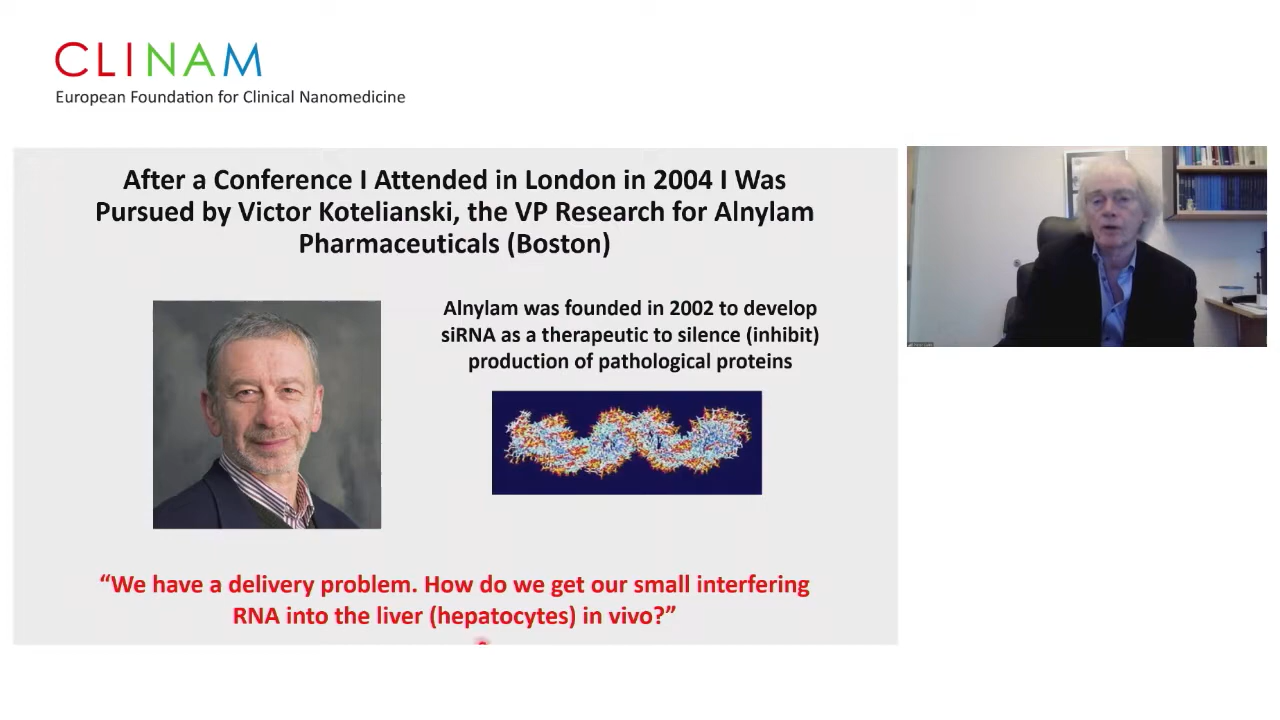 CLINAM
European Foundation for Clinical Nanomedicine
After a Conference I Attended in London in 2004 I Was
Pursued by Victor Kotelianski, the VP Research for Alnylam
Pharmaceuticals (Boston)
Alnylam was founded in 2002 to develop
siRNA as a therapeutic to silence (inhibit)
production of pathological proteins
“We have a delivery problem. How do we get our small interfering
RNA into the liver (hepatocytes) in vivo?”